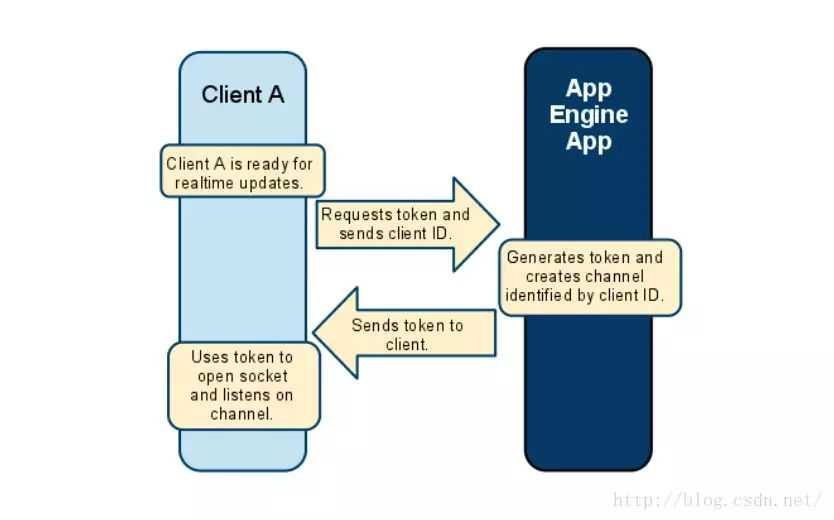 Client A
App
Engine
App
Client A is ready for
realtime updates.
Requests token and
sends client ID.
Generates token and
creates channel
identified by client ID.
Sends token to
client.
Uses token to
open socket
and listens on
channel.
http://blog.csdn.net/